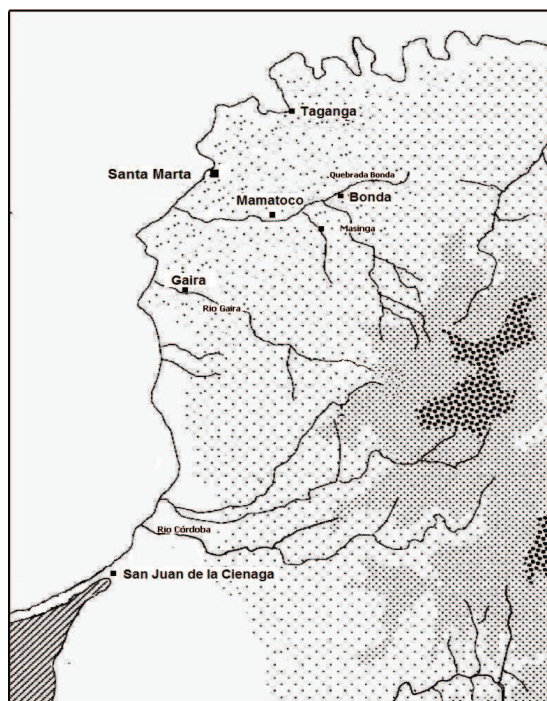 Taganga
Santa Marta
Quebrada Bonda
Mamatoco
Bonda
Masinga
Gaira
Rio Gaira
Rio Córdoba
San Juan de la Cienaga